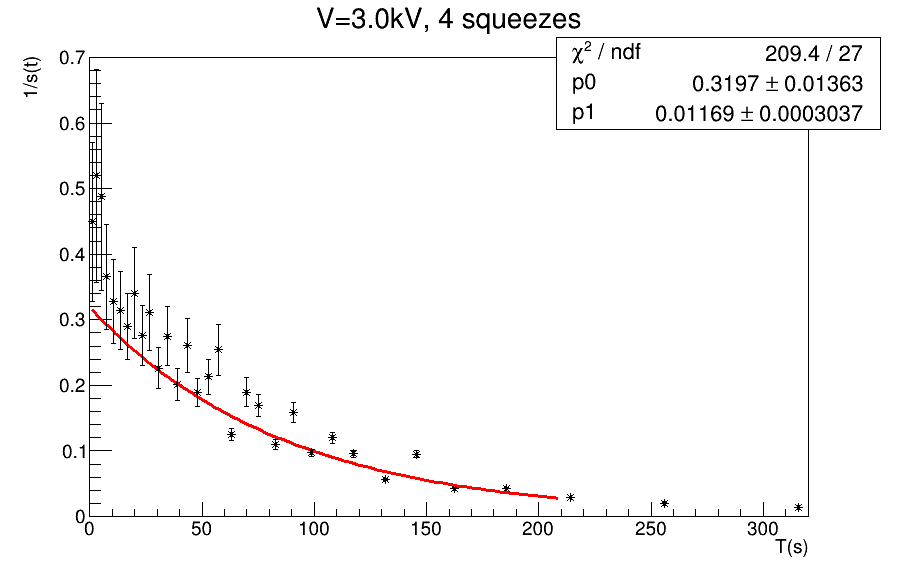 V=3.0kV, 4 squeezes
χ² / ndf 209.4 / 27
p0 0.3197 ± 0.01363
p1 0.01169 ± 0.0003037
1/s(t)
0.7
0.6
0.5
0.4
0.3
0.2
0.1
0
0 50 100 150 200 250 300
T(s)